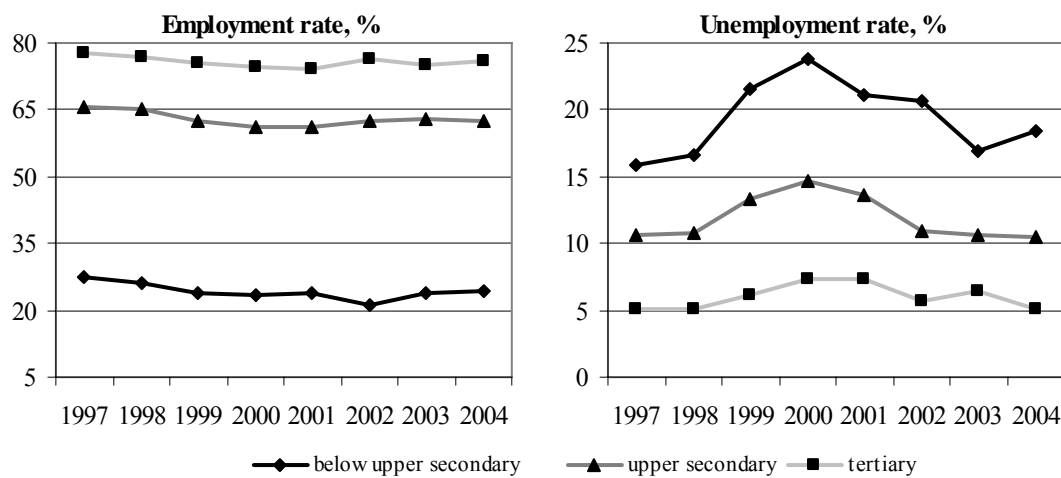 Employment rate, %
80
65
50
35
20
5
1997 1998 1999 2000 2001 2002 2003 2004
Unemployment rate, %
25
20
15
10
5
0
1997 1998 1999 2000 2001 2002 2003 2004
below upper secondary
upper secondary
tertiary